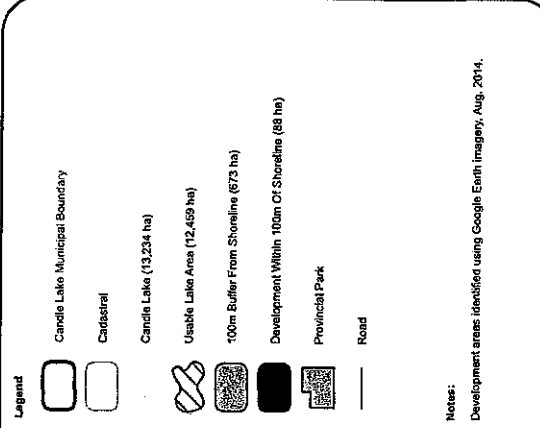 Legend
Candle Lake Municipal Boundary
Cadastral
Candle Lake (13,234 ha)
Usable Lake Area (12,459 ha)
100m Buffer From Shoreline (673 ha)
Development Within 100m Of Shoreline (88 ha)
Provincial Park
Road
Notes:
Development areas identified using Google Earth imagery, Aug. 2014.